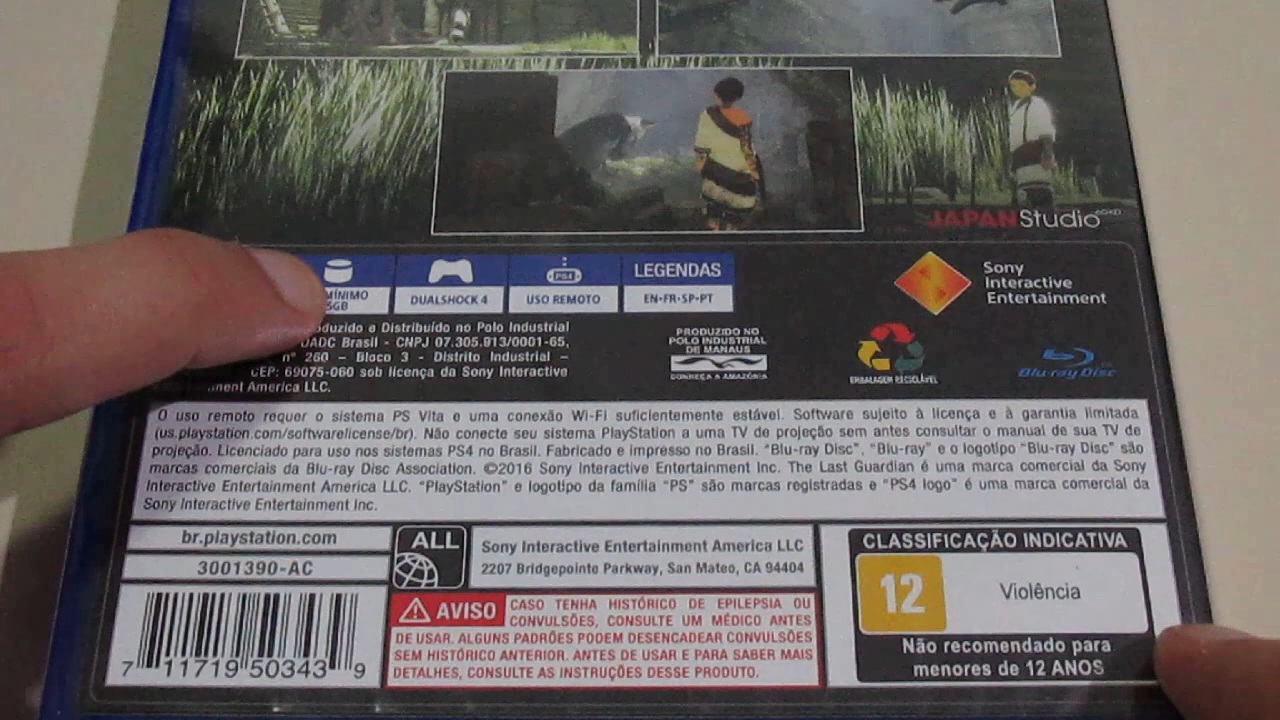 JAPANStudio
MÍNIMO
5GB
DUALSHOCK 4
PS4
USO REMOTO
LEGENDAS
EN-FR-SP-PT
Sony
Interactive
Entertainment
e Distribuído no Polo Industrial
Brasil - CNPJ 07.305.913/0001-65,
nº 260 – Bloco 3 - Distrito Industrial –
CEP: 69075-060 sob licença da Sony Interactive
America LLC.
PRODUZIDO NO
POLO INDUSTRIAL
DE MANAUS
CONHEÇA A AMAZÔNIA
EMBALAGEM RECICLÁVEL
Blu-ray Disc
O uso remoto requer o sistema PS Vita e uma conexão Wi-Fi suficientemente estável. Software sujeito à licença e à garantia limitada
(us.playstation.com/softwarelicense/br). Não conecte seu sistema PlayStation a uma TV de projeção sem antes consultar o manual de sua TV de
projeção. Licenciado para uso nos sistemas PS4 no Brasil. Fabricado e impresso no Brasil. “Blu-ray Disc”, “Blu-ray” e o logotipo “Blu-ray Disc” são
marcas comerciais da Blu-ray Disc Association. ©2016 Sony Interactive Entertainment Inc. The Last Guardian é uma marca comercial da Sony
Interactive Entertainment America LLC. “PlayStation” e logotipo da família “PS” são marcas registradas e “PS4 logo” é uma marca comercial da
Sony Interactive Entertainment Inc.
br.playstation.com
3001390-AC
7 11719 50343 9
ALL
Sony Interactive Entertainment America LLC
2207 Bridgepointe Parkway, San Mateo, CA 94404
AVISO CASO TENHA HISTÓRICO DE EPILEPSIA OU
CONVULSÕES, CONSULTE UM MÉDICO ANTES
DE USAR. ALGUNS PADRÕES PODEM DESENCADEAR CONVULSÕES
SEM HISTÓRICO ANTERIOR. ANTES DE USAR E PARA SABER MAIS
DETALHES, CONSULTE AS INSTRUÇÕES DESSE PRODUTO.
CLASSIFICAÇÃO INDICATIVA
12
Violência
Não recomendado para
menores de 12 ANOS